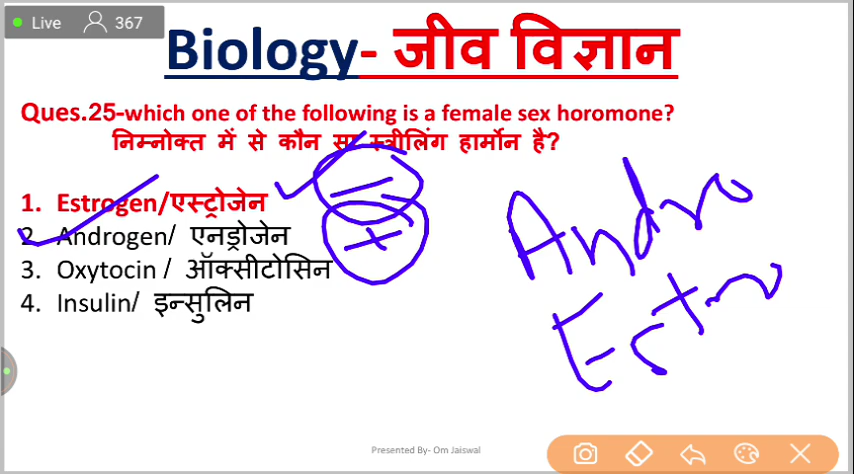 Live 367
Biology- जीव विज्ञान
Ques.25-which one of the following is a female sex horomone?
निम्नोक्त में से कौन सा स्त्रीलिंग हार्मोन है?
1. Estrogen/एस्ट्रोजेन
2. Androgen/ एनड्रोजेन
3. Oxytocin / ऑक्सीटोसिन
4. Insulin/ इन्सुलिन
Andro
Presented By- Om Jaiswal